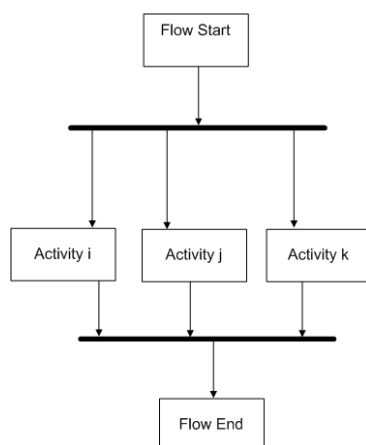 Flow Start
Activity i
Activity j
Activity k
Flow End